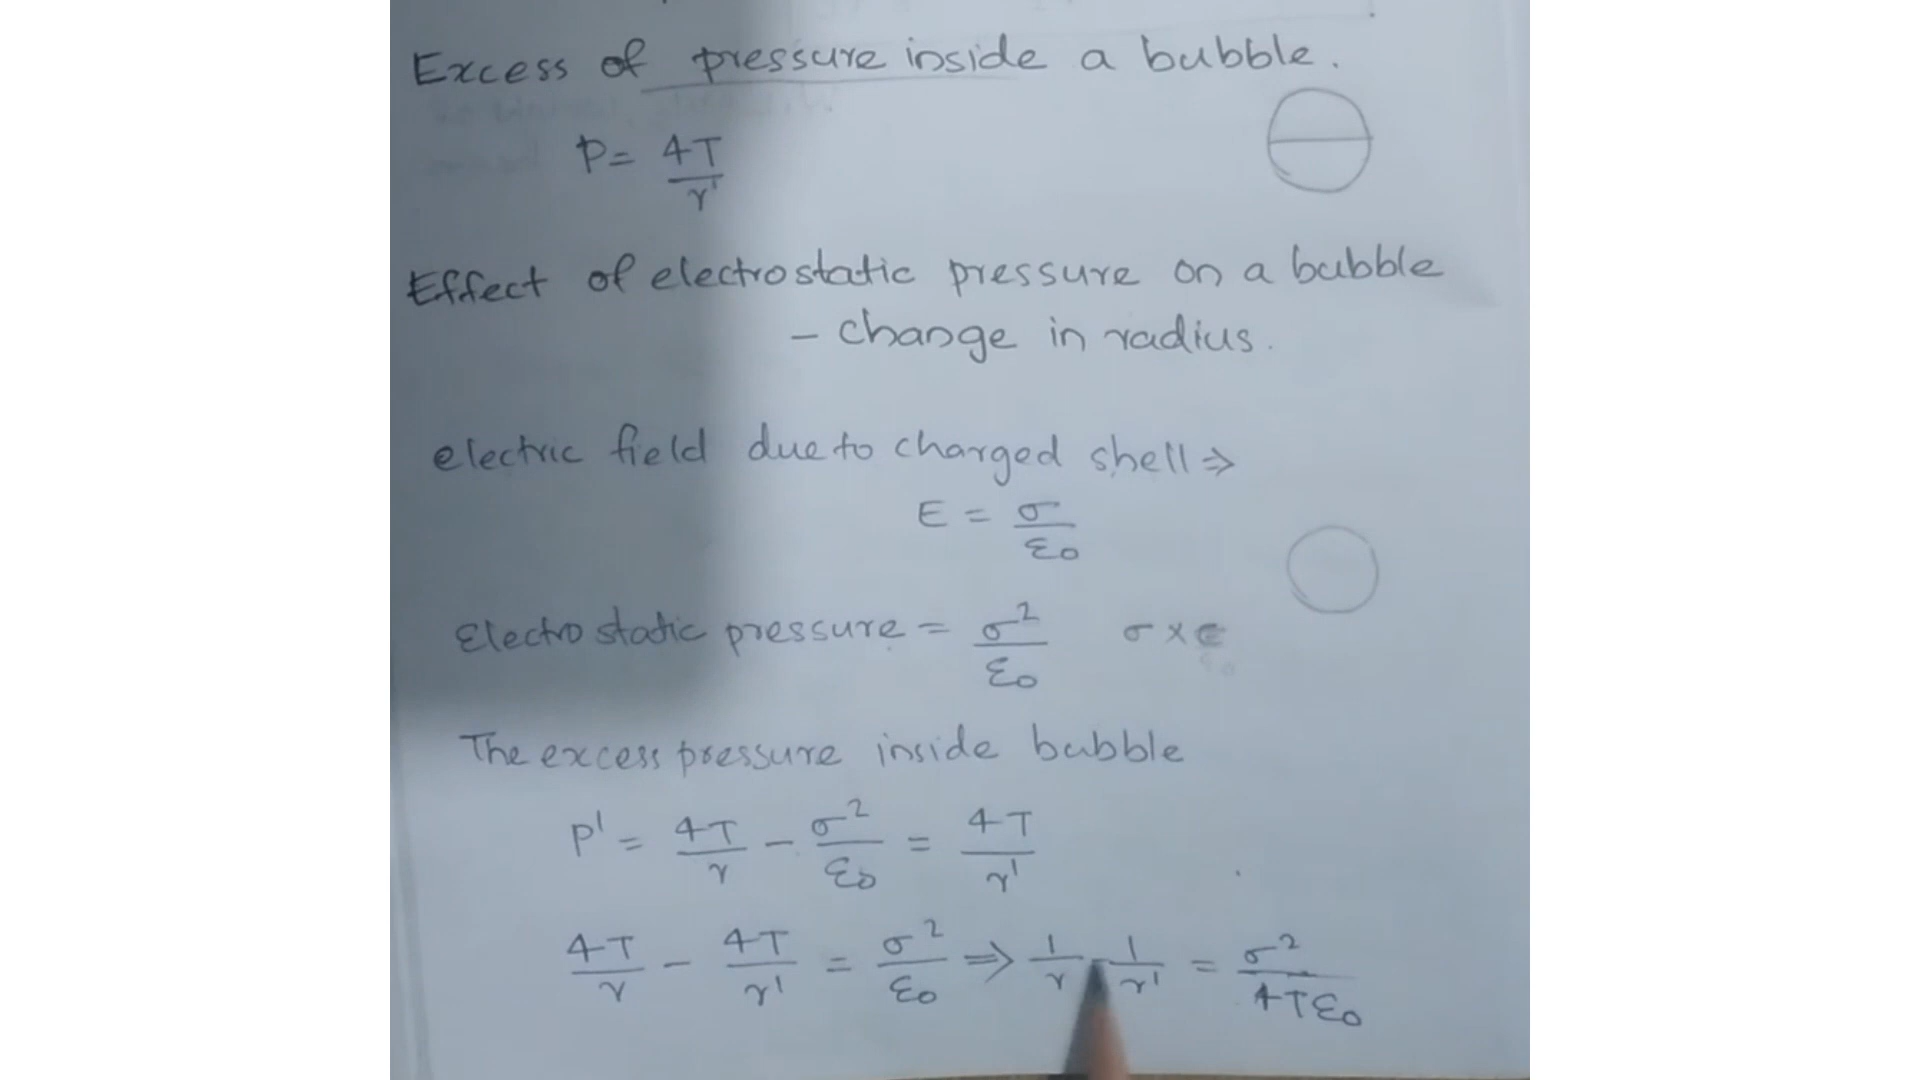 Excess of pressure inside a bubble.
P = 4T/r'
Effect of electrostatic pressure on a bubble
- change in radius.
electric field due to charged shell ⇒
E = σ/ε0
Electrostatic pressure = σ²/ε0 σ×E
The excess pressure inside bubble
P' = 4T/r - σ²/ε0 = 4T/r'
4T/r - 4T/r' = σ²/ε0 ⇒ 1/r - 1/r' = σ²/4Tε0